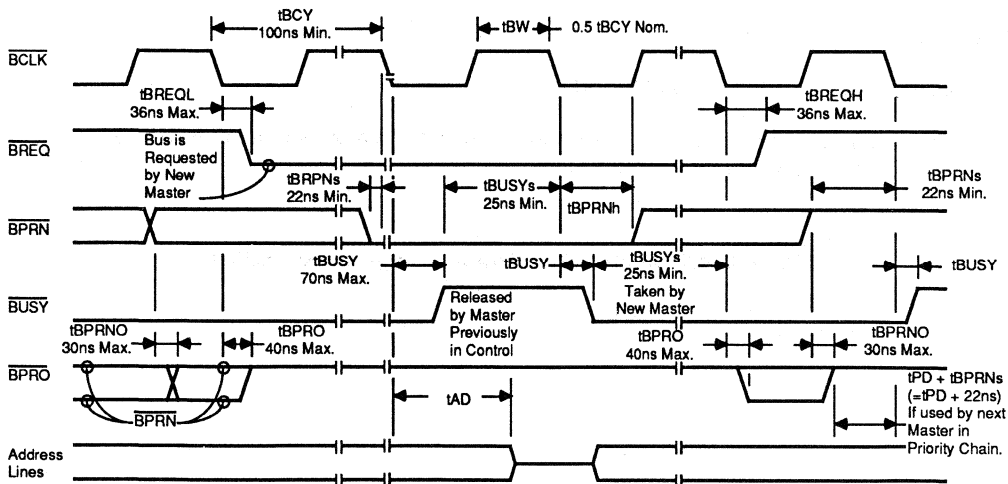 tBCY
100ns Min.
tBW
0.5 tBCY Nom.
BCLK
tBREQL
36ns Max.
tBREQH
36ns Max.
BREQ
Bus is
Requested
by New
Master
tBRPNs
22ns Min.
tBUSYs
25ns Min.
tBPRNh
tBPRNs
22ns Min.
BPRN
tBUSY
70ns Max.
tBUSY
tBUSYs
25ns Min.
Taken by
New Master
tBUSY
BUSY
Released
by Master
Previously
in Control
tBPRNO
30ns Max.
tBPRO
40ns Max.
tBPRO
40ns Max.
tBPRNO
30ns Max.
BPRO
BPRN
tAD
tPD + tBPRNs
(=tPD + 22ns)
If used by next
Master in
Priority Chain.
Address
Lines